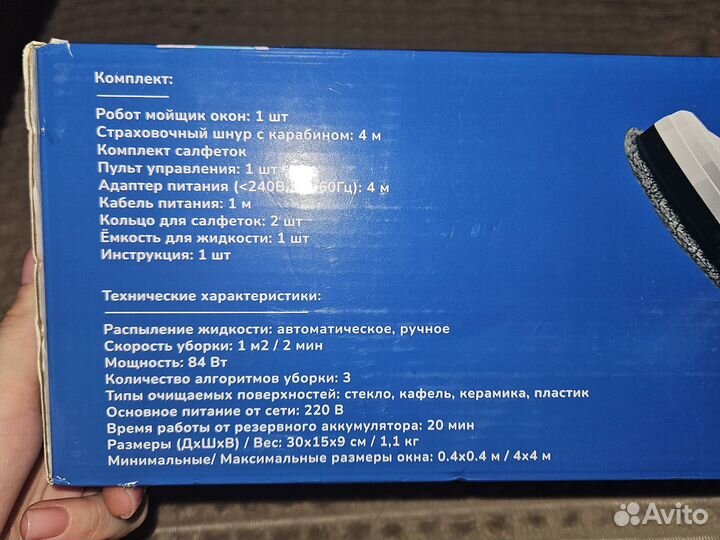 Комплект:
Робот мойщик окон: 1 шт
Страховочный шнур с карабином: 4 м
Комплект салфеток
Пульт управления: 1 шт
Адаптер питания (<240В, 60Гц): 4 м
Кабель питания: 1 м
Кольцо для салфеток: 2 шт
Ёмкость для жидкости: 1 шт
Инструкция: 1 шт
Технические характеристики:
Распыление жидкости: автоматическое, ручное
Скорость уборки: 1 м2 / 2 мин
Мощность: 84 Вт
Количество алгоритмов уборки: 3
Типы очищаемых поверхностей: стекло, кафель, керамика, пластик
Основное питание от сети: 220 В
Время работы от резервного аккумулятора: 20 мин
Размеры (ДхШхВ) / Вес: 30х15х9 см / 1,1 кг
Минимальные/ Максимальные размеры окна: 0.4х0.4 м / 4х4 м
Avito